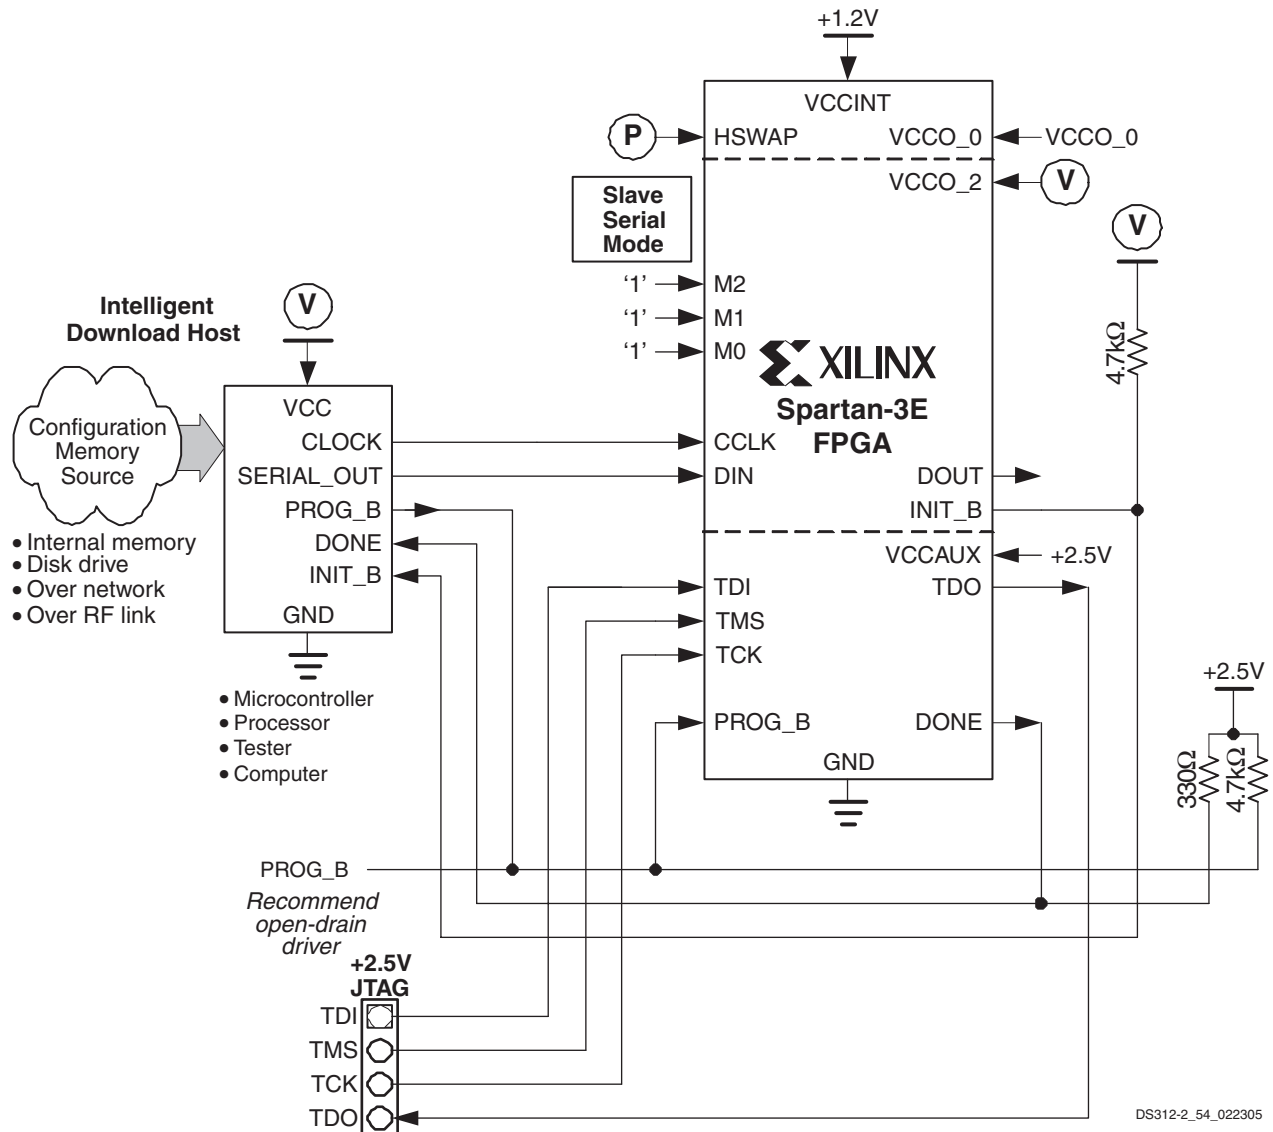 +1.2V
VCCINT
P
HSWAP
VCCO_0
VCCO_0
VCCO_2
V
Slave
Serial
Mode
V
'1'
M2
'1'
M1
'1'
M0
4.7kΩ
XILINX
Spartan-3E
FPGA
Intelligent
Download Host
V
VCC
Configuration
Memory
Source
CLOCK
SERIAL_OUT
PROG_B
DONE
INIT_B
GND
CCLK
DIN
DOUT
INIT_B
• Internal memory
• Disk drive
• Over network
• Over RF link
VCCAUX
+2.5V
TDI
TDO
TMS
TCK
PROG_B
DONE
GND
• Microcontroller
• Processor
• Tester
• Computer
+2.5V
330Ω
4.7kΩ
PROG_B
Recommend
open-drain
driver
+2.5V
JTAG
TDI
TMS
TCK
TDO
DS312-2_54_022305